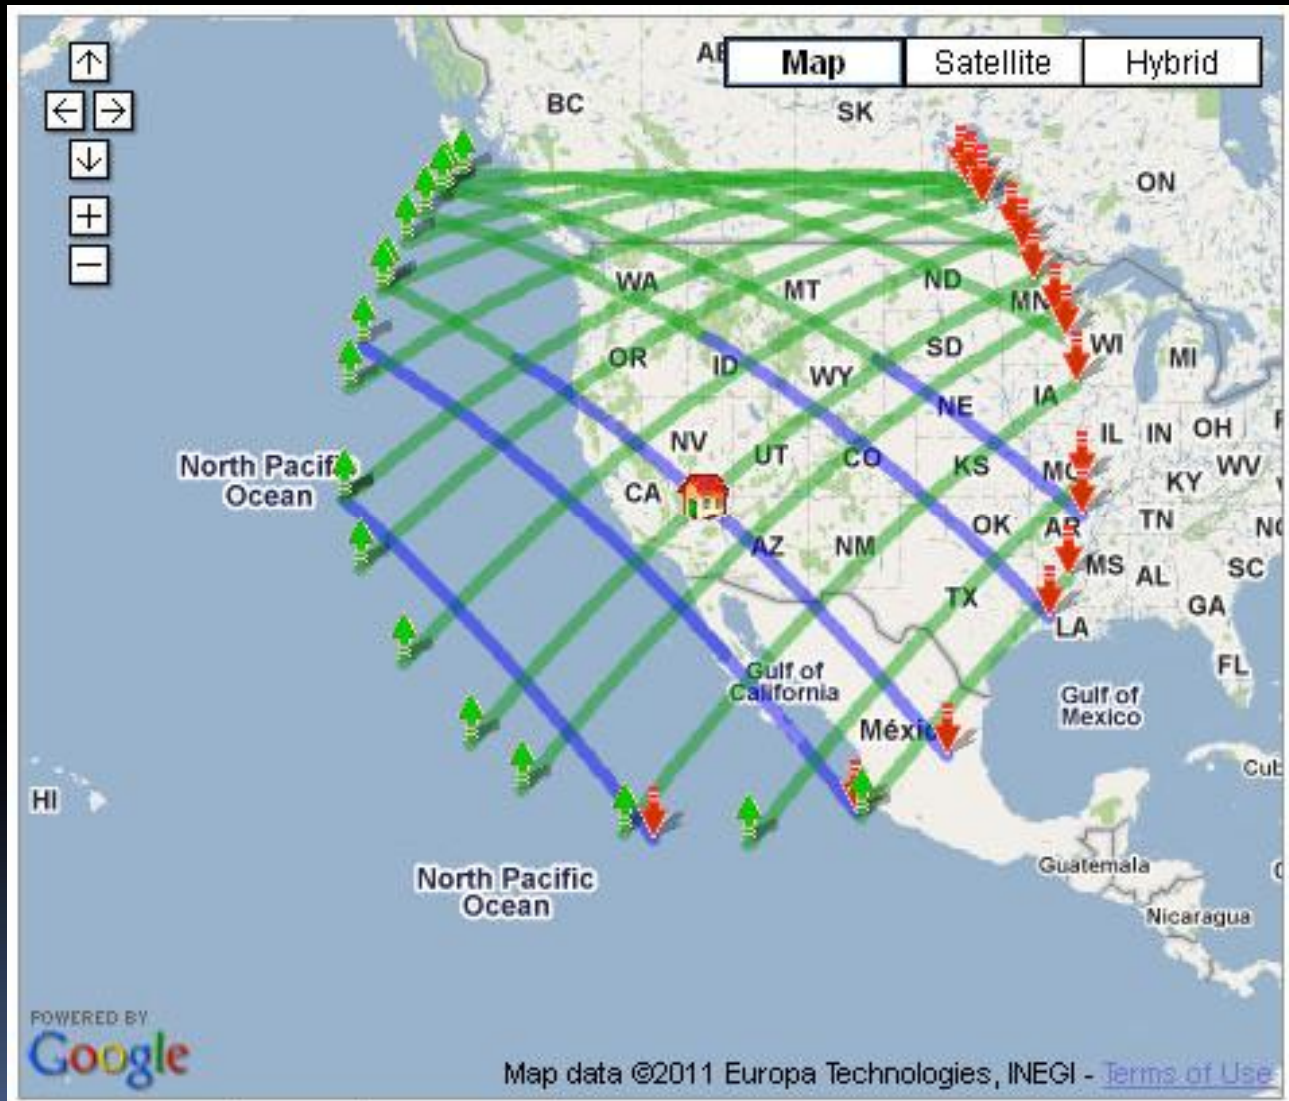 Map
Satellite
Hybrid
BC
SK
ON
WA
MT
ND
MN
OR
ID
WY
SD
WI
MI
NE
IA
NV
UT
CO
KS
IL
IN
OH
WV
KY
North Pacific
Ocean
CA
AZ
NM
OK
AR
TN
MS
AL
SC
TX
GA
LA
FL
Gulf of
California
Gulf of
Mexico
HI
North Pacific
Ocean
Guatemala
Nicaragua
POWERED BY
Google
Map data ©2011 Europa Technologies, INEGI - Terms of Use